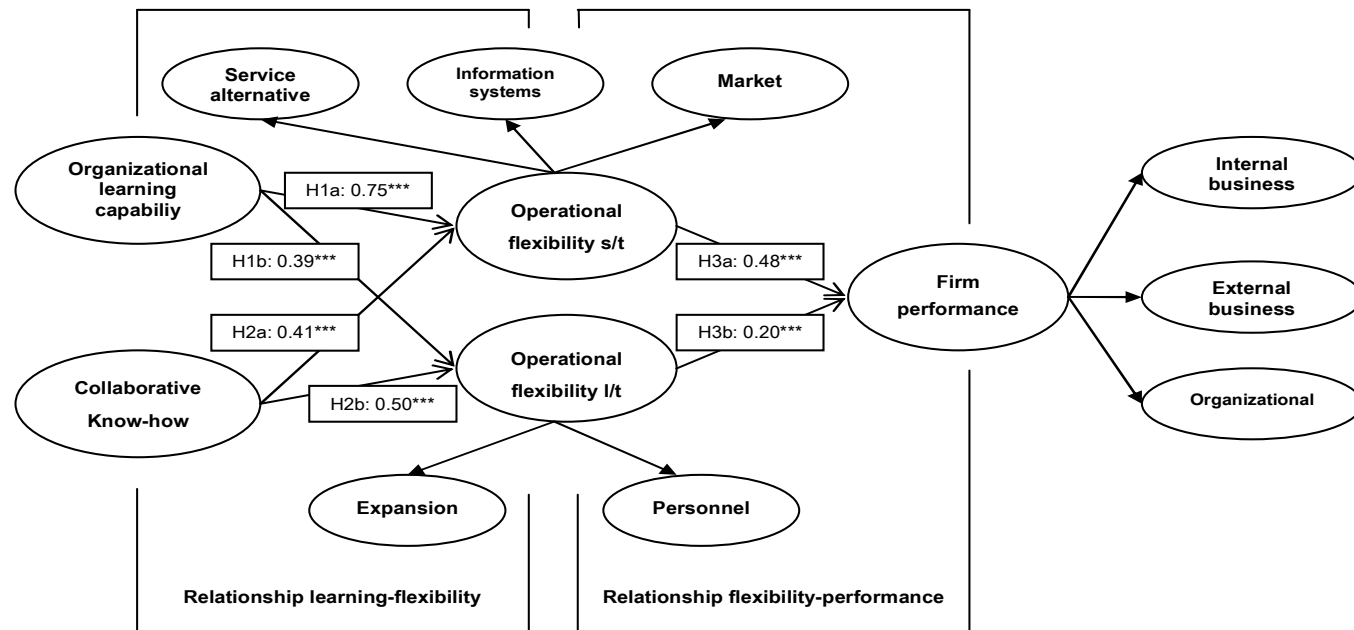 Service
alternative
Information
systems
Market
Organizational
learning
capabiliy
H1a: 0.75***
Operational
flexibility s/t
Internal
business
H1b: 0.39***
H3a: 0.48***
Firm
performance
External
business
H2a: 0.41***
H3b: 0.20***
Operational
flexibility l/t
Collaborative
Know-how
H2b: 0.50***
Organizational
Expansion
Personnel
Relationship learning-flexibility
Relationship flexibility-performance